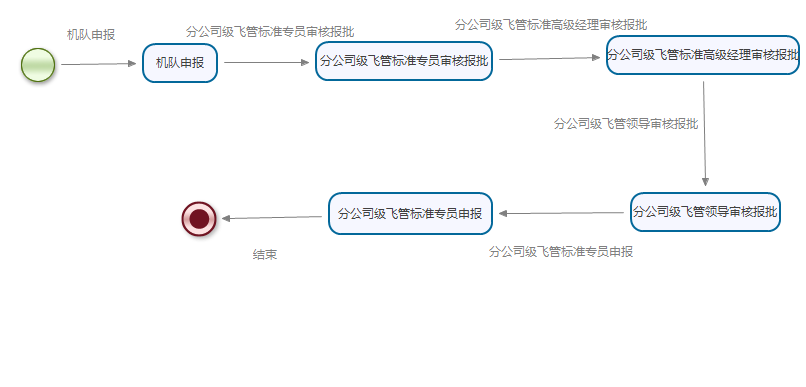 机队申报
分公司级飞管标准专员审核报批
分公司级飞管标准高级经理审核报批
机队申报
分公司级飞管标准专员审核报批
分公司级飞管标准高级经理审核报批
分公司级飞管领导审核报批
分公司级飞管标准专员申报
分公司级飞管领导审核报批
结束
分公司级飞管标准专员申报